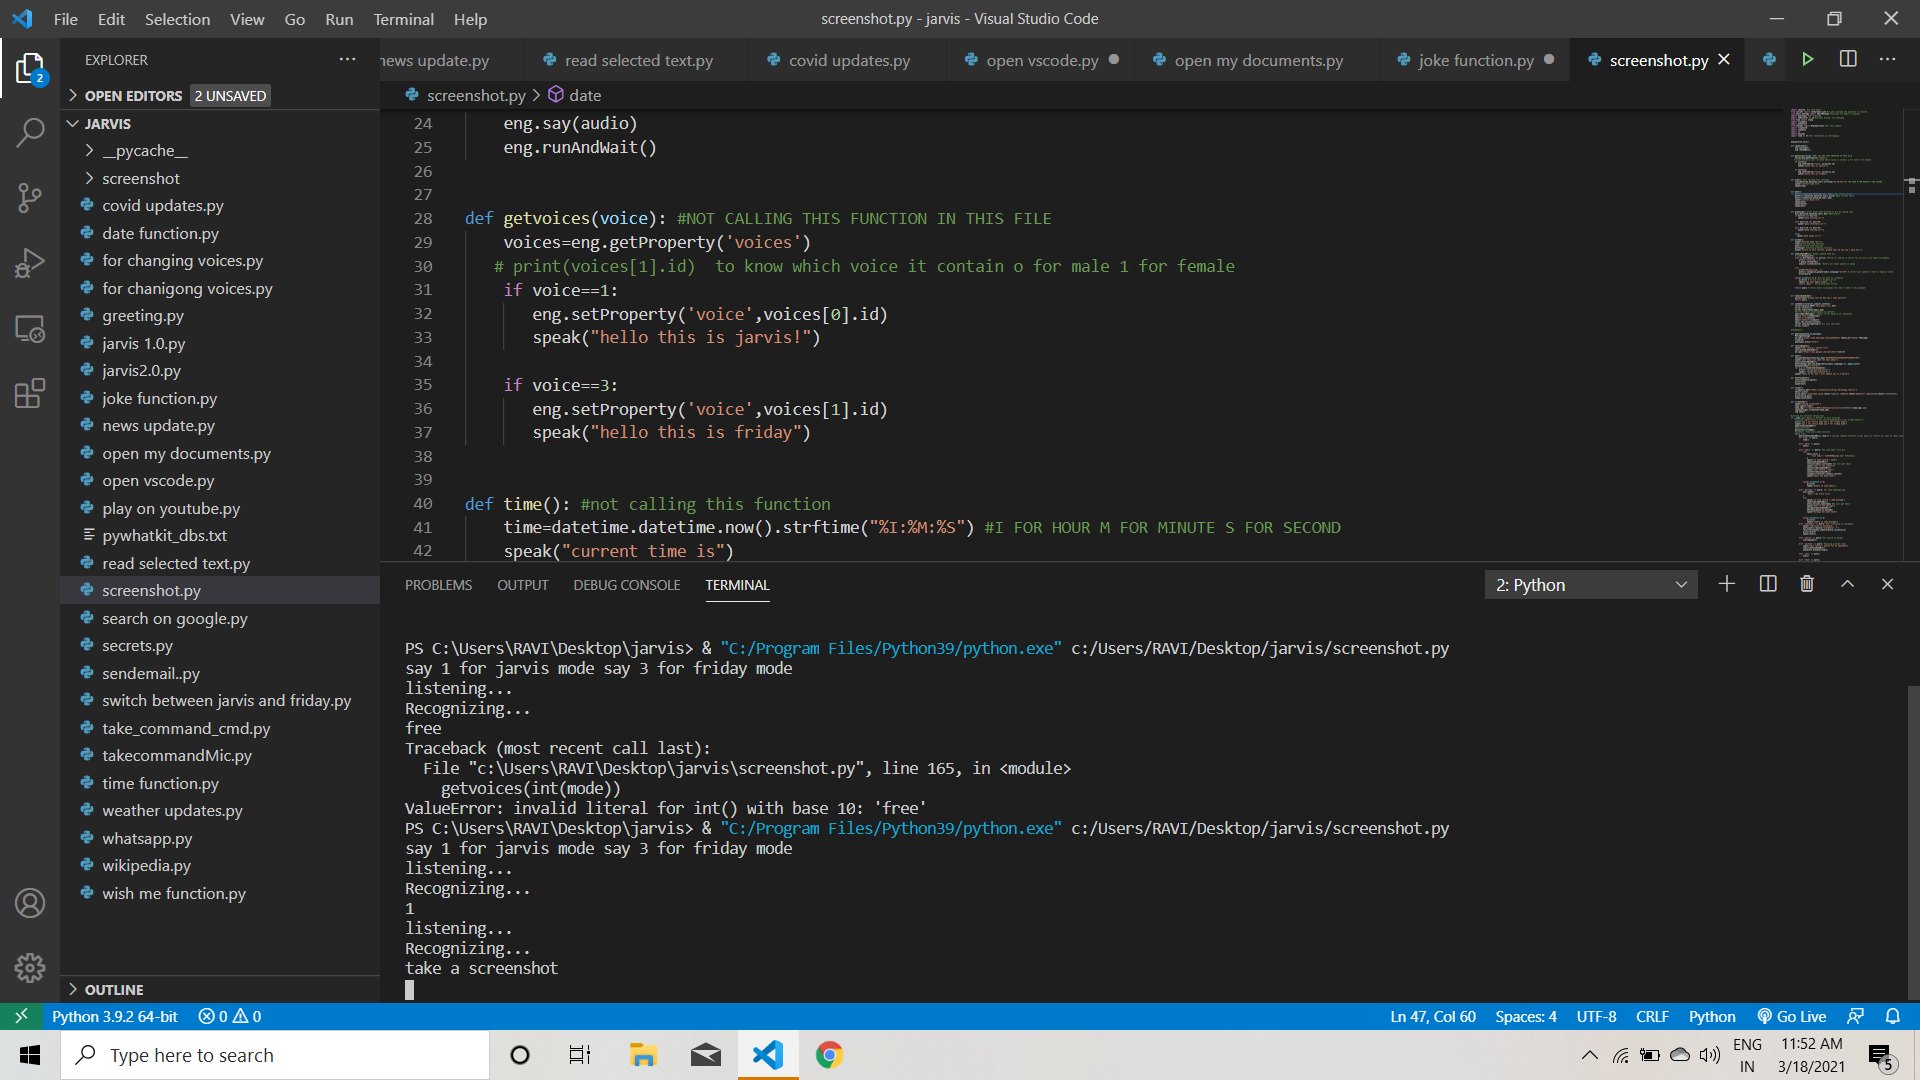 File Edit Selection View Go Run Terminal Help
screenshot.py - jarvis - Visual Studio Code
EXPLORER
news update.py
read selected text.py
covid updates.py
open vscode.py
open my documents.py
joke function.py
screenshot.py
2
OPEN EDITORS 2 UNSAVED
screenshot.py > date
JARVIS
__pycache__
screenshot
covid updates.py
date function.py
for changing voices.py
for chanigong voices.py
greeting.py
jarvis 1.0.py
jarvis2.0.py
joke function.py
news update.py
open my documents.py
open vscode.py
play on youtube.py
pywhatkit_dbs.txt
read selected text.py
screenshot.py
search on google.py
secrets.py
sendemail..py
switch between jarvis and friday.py
take_command_cmd.py
takecommandMic.py
time function.py
weather updates.py
whatsapp.py
wikipedia.py
wish me function.py
OUTLINE
24 eng.say(audio)
25 eng.runAndWait()
26
27
28 def getvoices(voice): #NOT CALLING THIS FUNCTION IN THIS FILE
29 voices=eng.getProperty('voices')
30 # print(voices[1].id)  to know which voice it contain o for male 1 for female
31 if voice==1:
32 eng.setProperty('voice',voices[0].id)
33 speak("hello this is jarvis!")
34
35 if voice==3:
36 eng.setProperty('voice',voices[1].id)
37 speak("hello this is friday")
38
39
40 def time(): #not calling this function
41 time=datetime.datetime.now().strftime("%I:%M:%S") #I FOR HOUR M FOR MINUTE S FOR SECOND
42 speak("current time is")
PROBLEMS OUTPUT DEBUG CONSOLE TERMINAL
2: Python
PS C:\Users\RAVI\Desktop\jarvis> & "C:/Program Files/Python39/python.exe" c:/Users/RAVI/Desktop/jarvis/screenshot.py
say 1 for jarvis mode say 3 for friday mode
listening...
Recognizing...
free
Traceback (most recent call last):
File "c:\Users\RAVI\Desktop\jarvis\screenshot.py", line 165, in <module>
getvoices(int(mode))
ValueError: invalid literal for int() with base 10: 'free'
PS C:\Users\RAVI\Desktop\jarvis> & "C:/Program Files/Python39/python.exe" c:/Users/RAVI/Desktop/jarvis/screenshot.py
say 1 for jarvis mode say 3 for friday mode
listening...
Recognizing...
1
listening...
Recognizing...
take a screenshot
Python 3.9.2 64-bit 0 0
Ln 47, Col 60 Spaces: 4 UTF-8 CRLF Python Go Live
Type here to search
ENG
IN
11:52 AM
3/18/2021
5